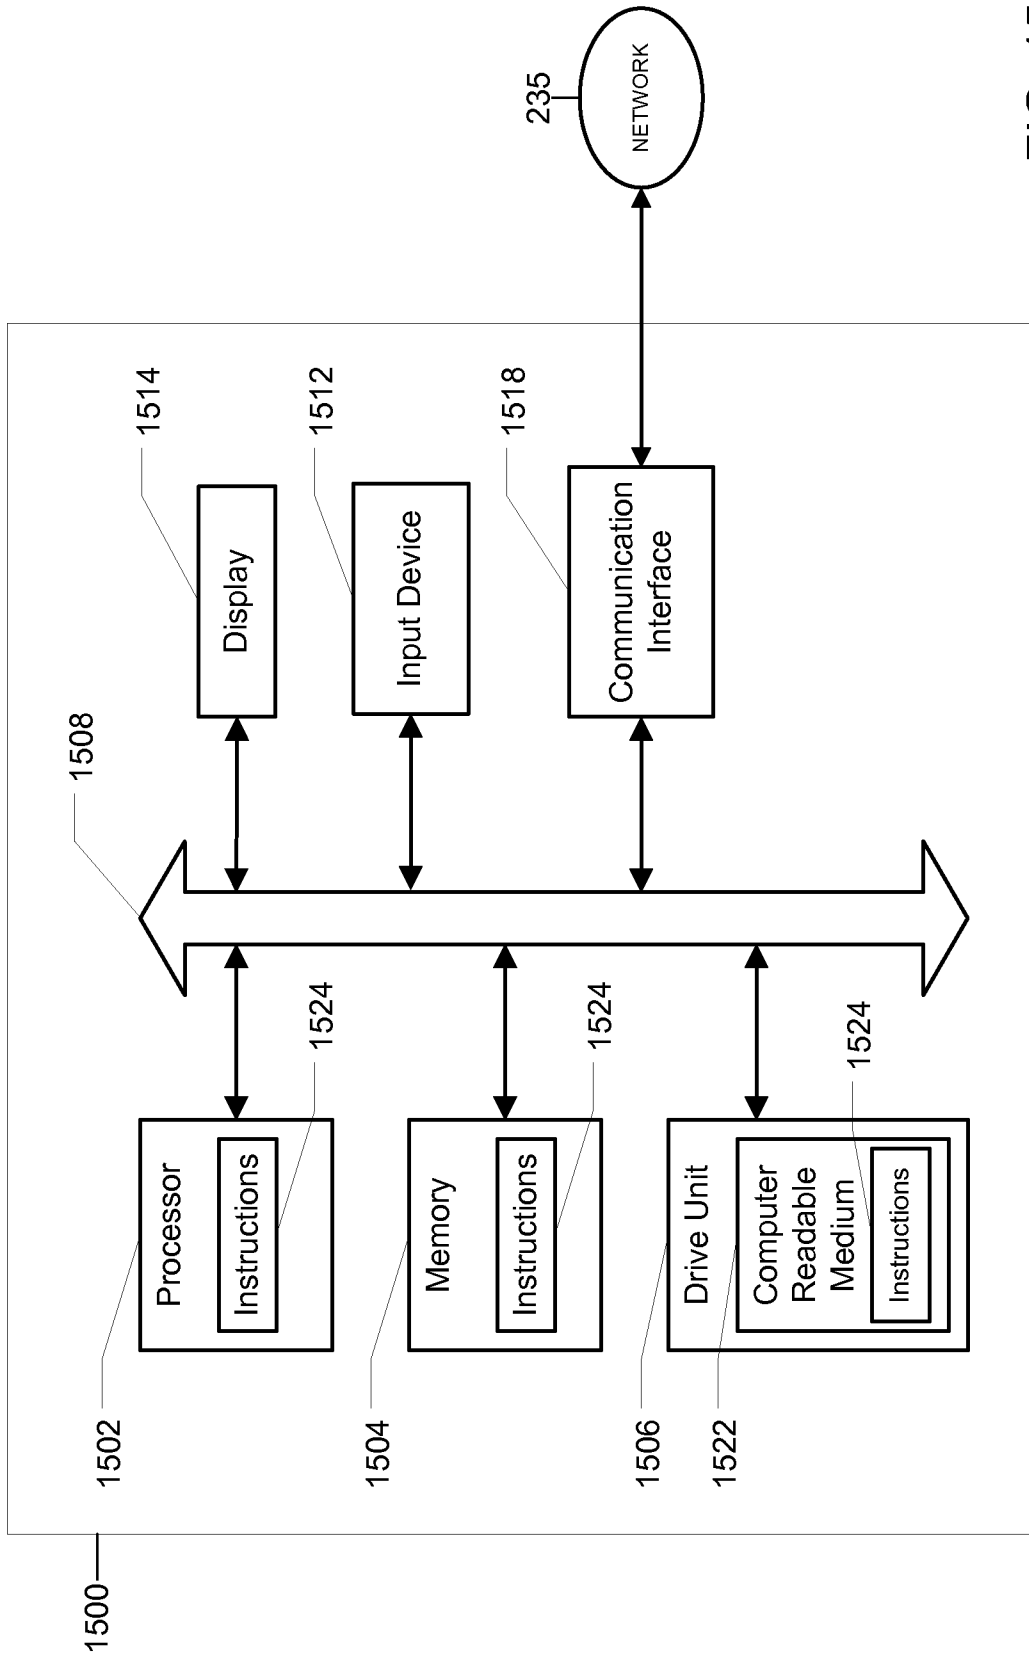 1500
1502
Processor
Instructions
1524
1504
Memory
Instructions
1524
1506
1522
Drive Unit
Computer
Readable
Medium
Instructions
1524
1508
Display
1514
Input Device
1512
Communication
Interface
1518
235
NETWORK